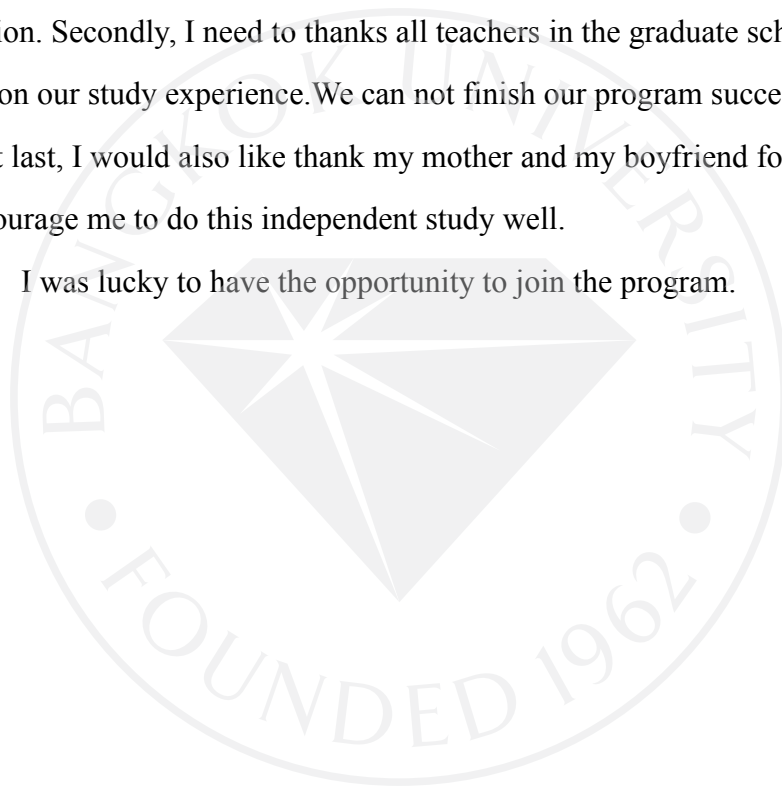 ion. Secondly, I need to thanks all teachers in the graduate sch
on our study experience.We can not finish our program succe
t last, I would also like thank my mother and my boyfriend fo
ourage me to do this independent study well.
I was lucky to have the opportunity to join the program.
BANGKOK UNIVERSITY
• FOUNDED 1962 •